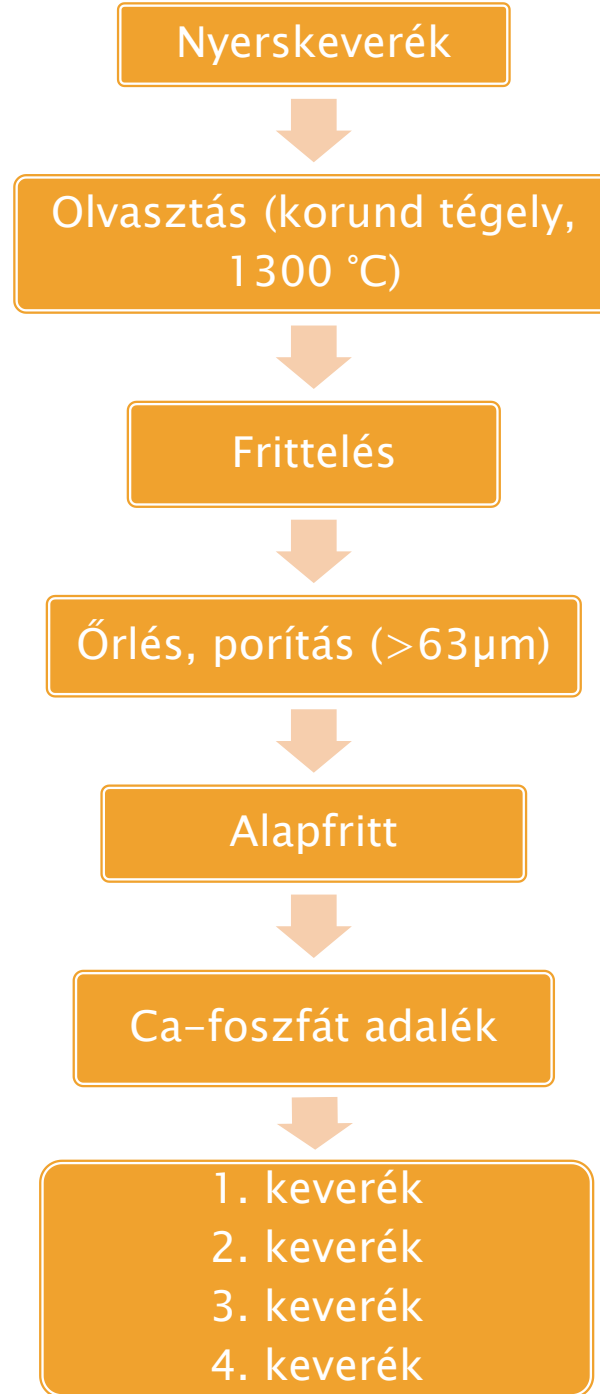 Nyerskeverék
Olvasztás (korund tégely,
1300 °C)
Frittelés
Őrlés, porítás (>63µm)
Alapfritt
Ca-foszfát adalék
1. keverék
2. keverék
3. keverék
4. keverék